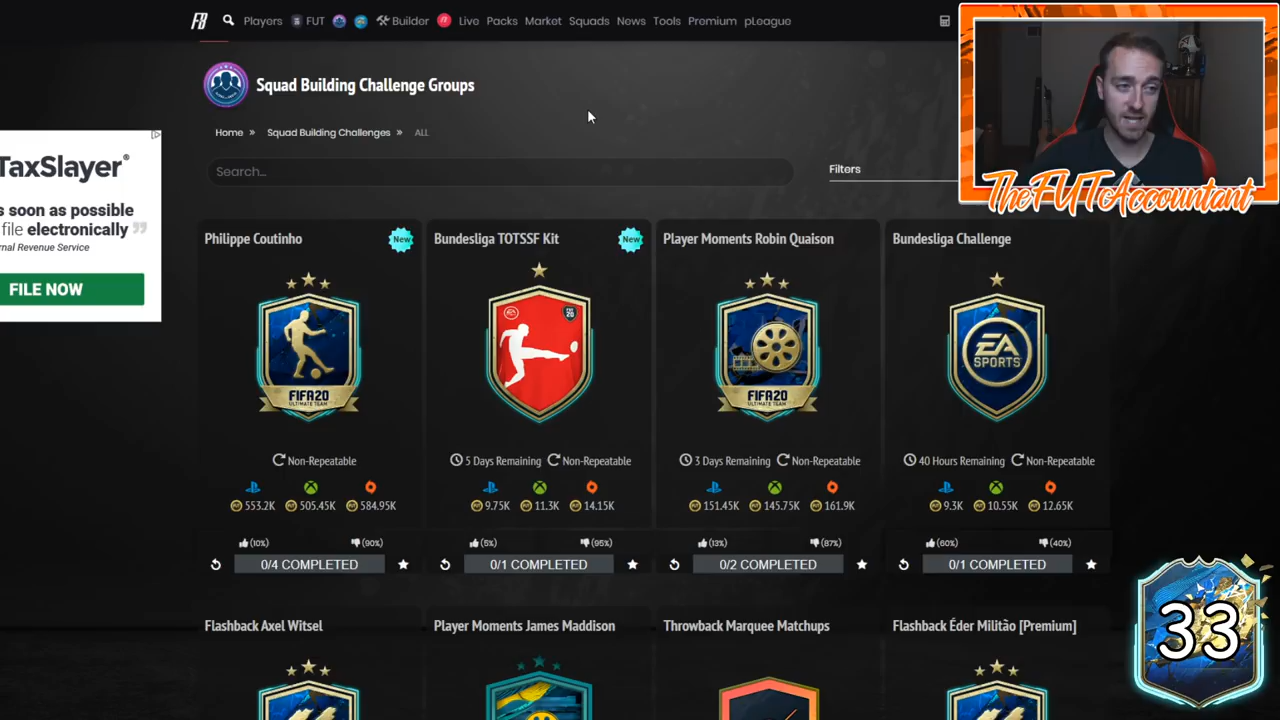 FB Players FUT Builder Live Packs Market Squads News Tools Premium pLeague
Squad Building Challenge Groups
Home » Squad Building Challenges » ALL
Search...
Filters
TheFUTAccountant
TaxSlayer®
s soon as possible
file electronically"
rnal Revenue Service
FILE NOW
Philippe Coutinho
New
FIFA20
ULTIMATE TEAM
Non-Repeatable
553.2K 505.45K 584.95K
(10%) (90%)
0/4 COMPLETED
Bundesliga TOTSSF Kit
New
5 Days Remaining Non-Repeatable
9.75K 11.3K 14.15K
(5%) (95%)
0/1 COMPLETED
Player Moments Robin Quaison
FIFA20
ULTIMATE TEAM
3 Days Remaining Non-Repeatable
151.45K 145.75K 161.9K
(13%) (87%)
0/2 COMPLETED
Bundesliga Challenge
EA
SPORTS
40 Hours Remaining Non-Repeatable
9.3K 10.55K 12.65K
(60%) (40%)
0/1 COMPLETED
Flashback Axel Witsel
Player Moments James Maddison
Throwback Marquee Matchups
Flashback Éder Militão [Premium]
33